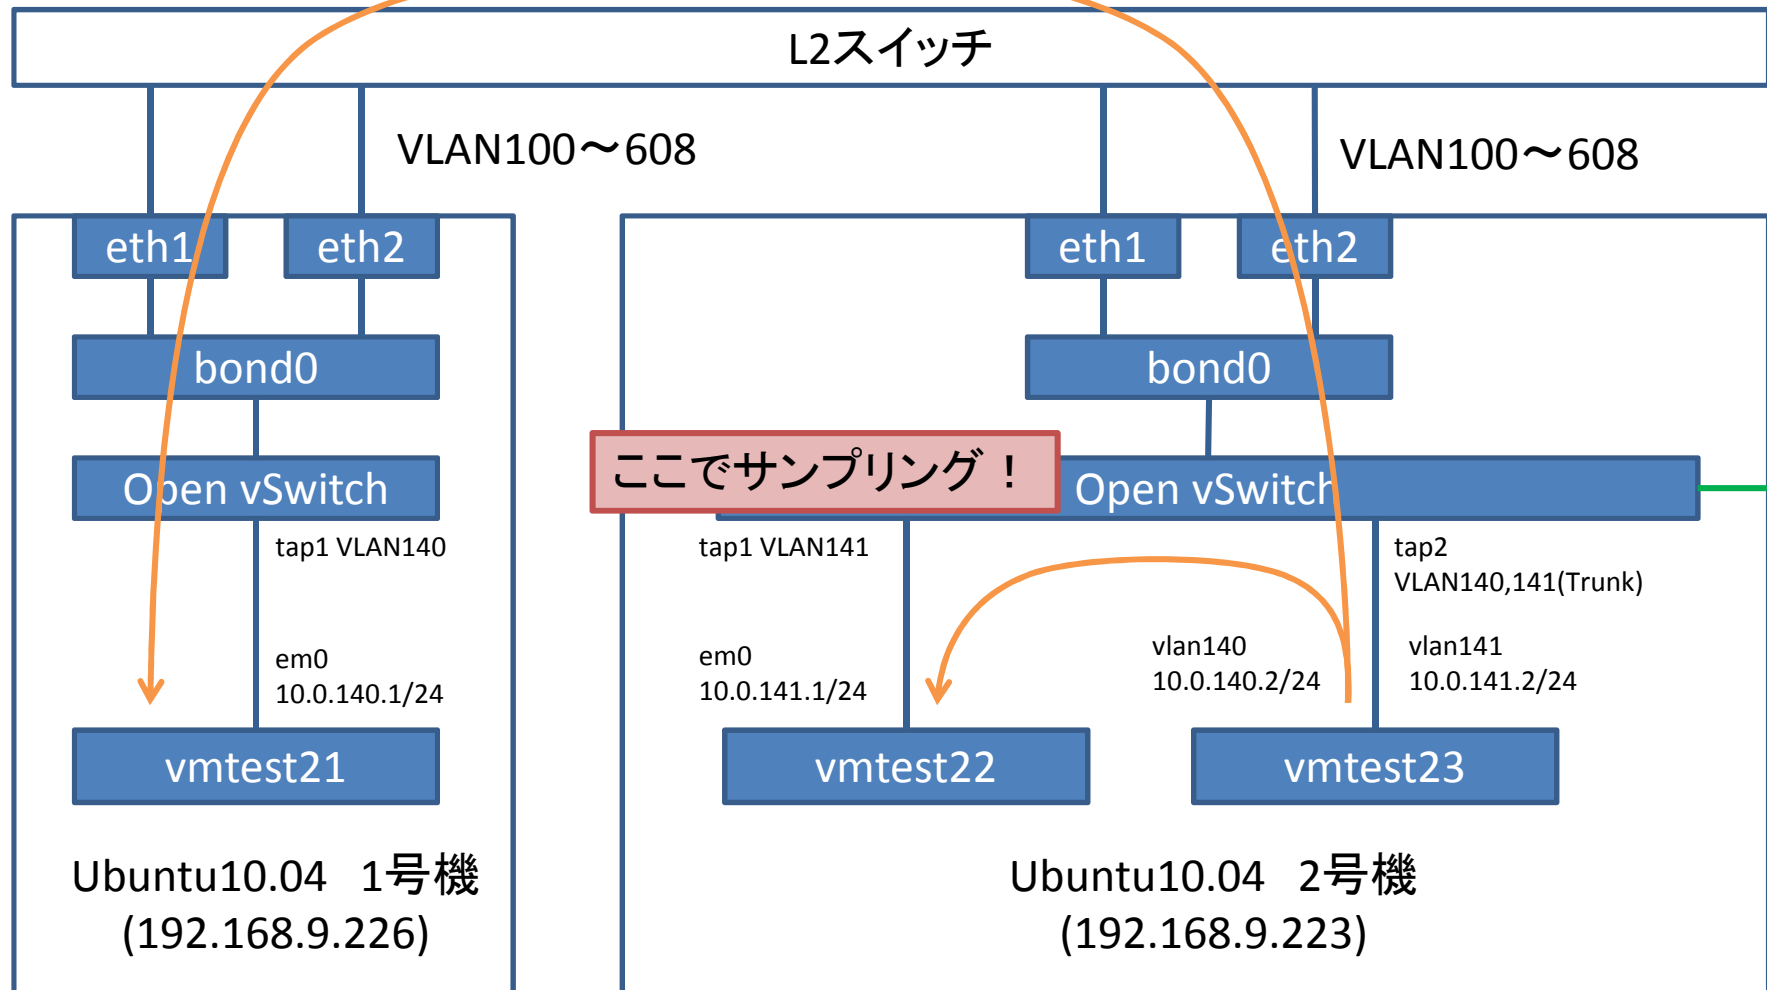 L2スイッチ
VLAN100～608
VLAN100～608
eth1
eth2
eth1
eth2
bond0
bond0
ここでサンプリング！
Open vSwitch
Open vSwitch
tap1 VLAN140
tap1 VLAN141
tap2
VLAN140,141(Trunk)
em0
10.0.140.1/24
em0
10.0.141.1/24
vlan140
10.0.140.2/24
vlan141
10.0.141.2/24
vmtest21
vmtest22
vmtest23
Ubuntu10.04 1号機
(192.168.9.226)
Ubuntu10.04 2号機
(192.168.9.223)